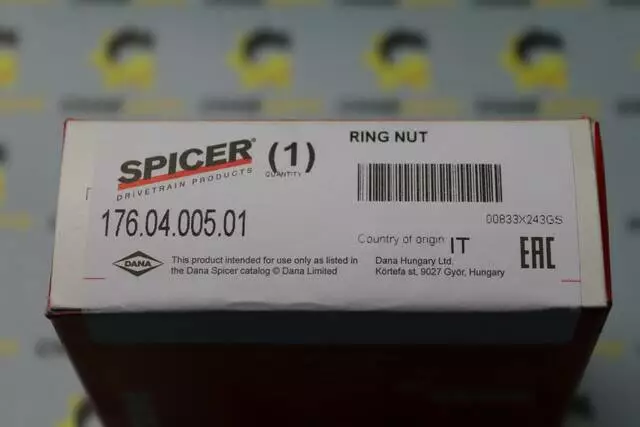 SPICER®
DRIVETRAIN PRODUCTS
(1)
QUANTITY
RING NUT
176.04.005.01
00833X243GS
Country of origin IT
DANA
This product intended for use only as listed in
the Dana Spicer catalog © Dana Limited
Dana Hungary Ltd.
Körtefa st, 9027 Györ, Hungary
EAC